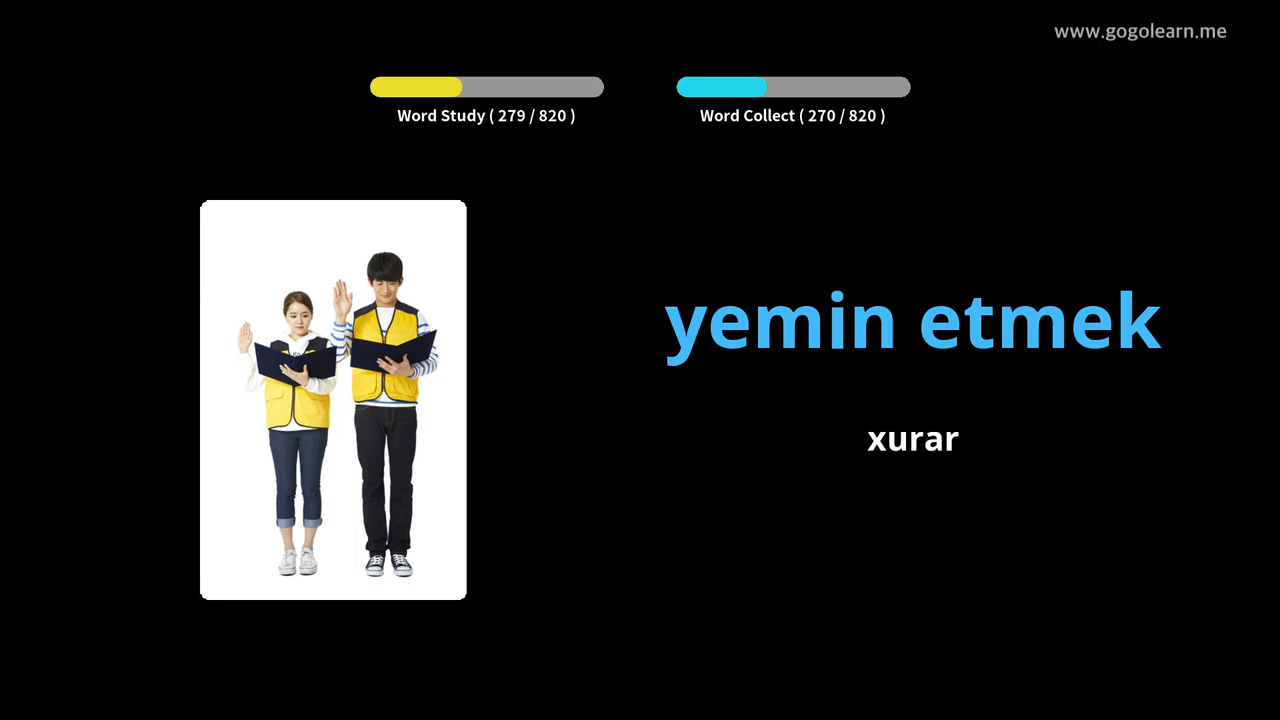 www.gogolearn.me
Word Study ( 279 / 820 )
Word Collect ( 270 / 820 )
yemin etmek
xurar